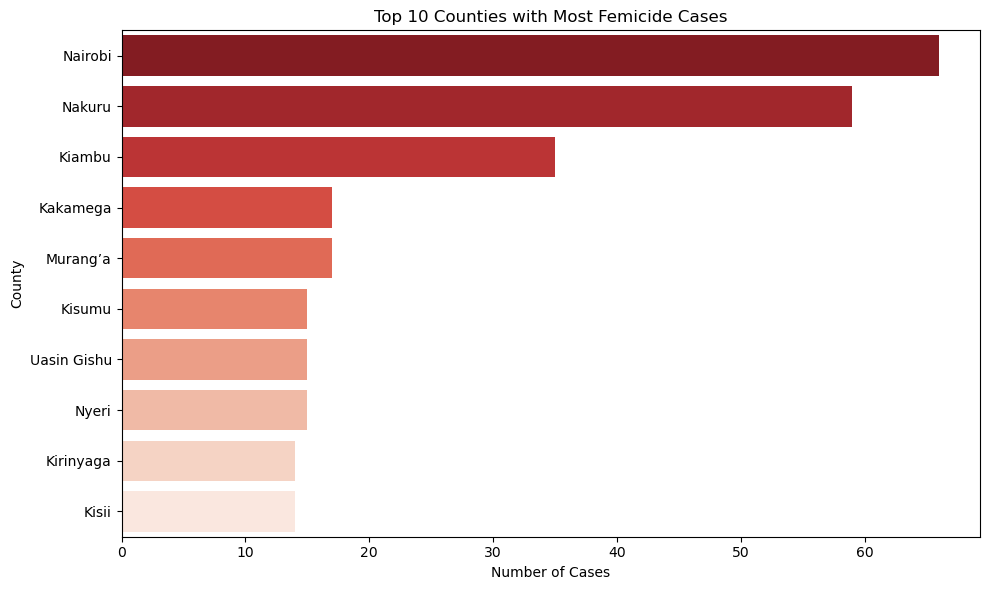 Top 10 Counties with Most Femicide Cases
Nairobi
Nakuru
Kiambu
Kakamega
Murang’a
Kisumu
Uasin Gishu
Nyeri
Kirinyaga
Kisii
County
0 10 20 30 40 50 60
Number of Cases